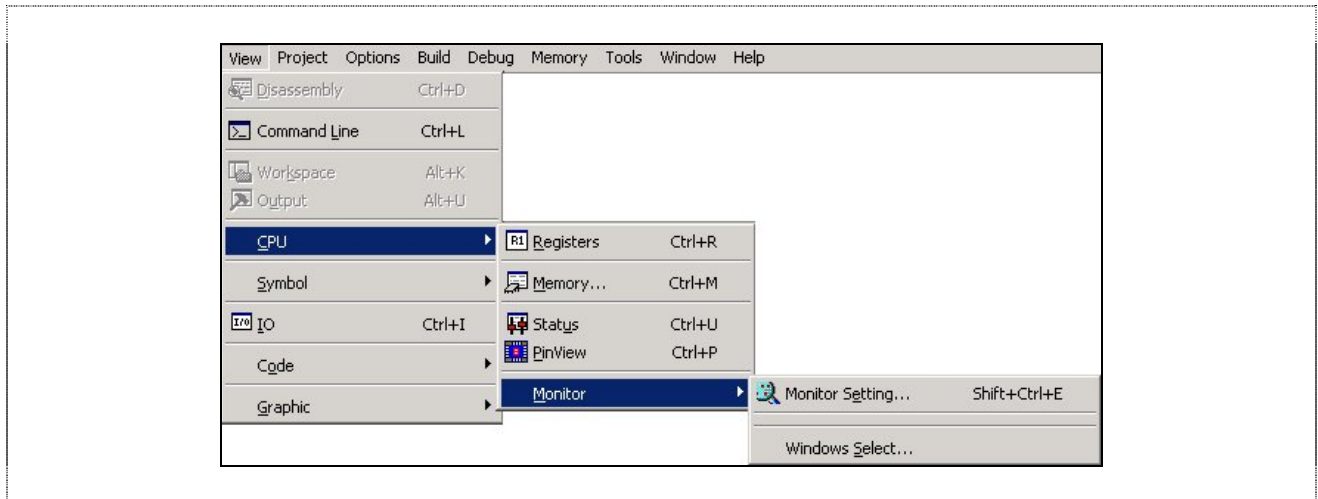 View Project Options Build Debug Memory Tools Window Help
Disassembly Ctrl+D
Command Line Ctrl+L
Workspace Alt+K
Output Alt+U
CPU
Symbol
I/O IO Ctrl+I
Code
Graphic
R1 Registers Ctrl+R
Memory... Ctrl+M
Status Ctrl+U
PinView Ctrl+P
Monitor
Monitor Setting... Shift+Ctrl+E
Windows Select...